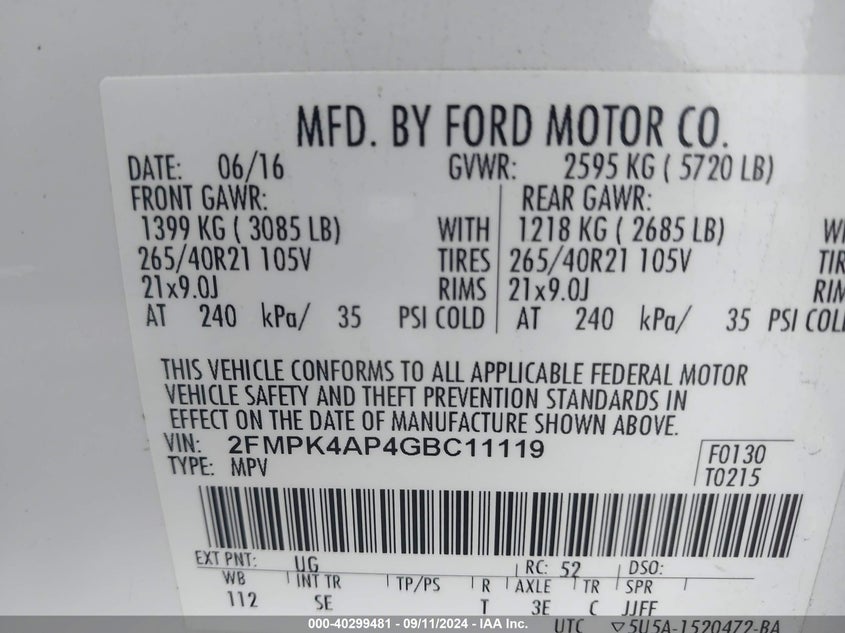 MFD. BY FORD MOTOR CO.
DATE: 06/16 GVWR: 2595 KG ( 5720 LB)
FRONT GAWR: REAR GAWR:
1399 KG ( 3085 LB) WITH 1218 KG ( 2685 LB) WI
265/40R21 105V TIRES 265/40R21 105V TIR
21x9.0J RIMS 21x9.0J RIM
AT 240 kPa/ 35 PSI COLD AT 240 kPa/ 35 PSI COL
THIS VEHICLE CONFORMS TO ALL APPLICABLE FEDERAL MOTOR
VEHICLE SAFETY AND THEFT PREVENTION STANDARDS IN
EFFECT ON THE DATE OF MANUFACTURE SHOWN ABOVE.
VIN: 2FMPK4AP4GBC11119 F0130
TYPE: MPV T0215
EXT PNT: UG RC: 52 DSO:
WB INT TR TP/PS R AXLE TR SPR
112 SE T 3E C JJFF
UTC ▽5U5A-1520472-BA
000-40299481 - 09/11/2024 - IAA Inc.